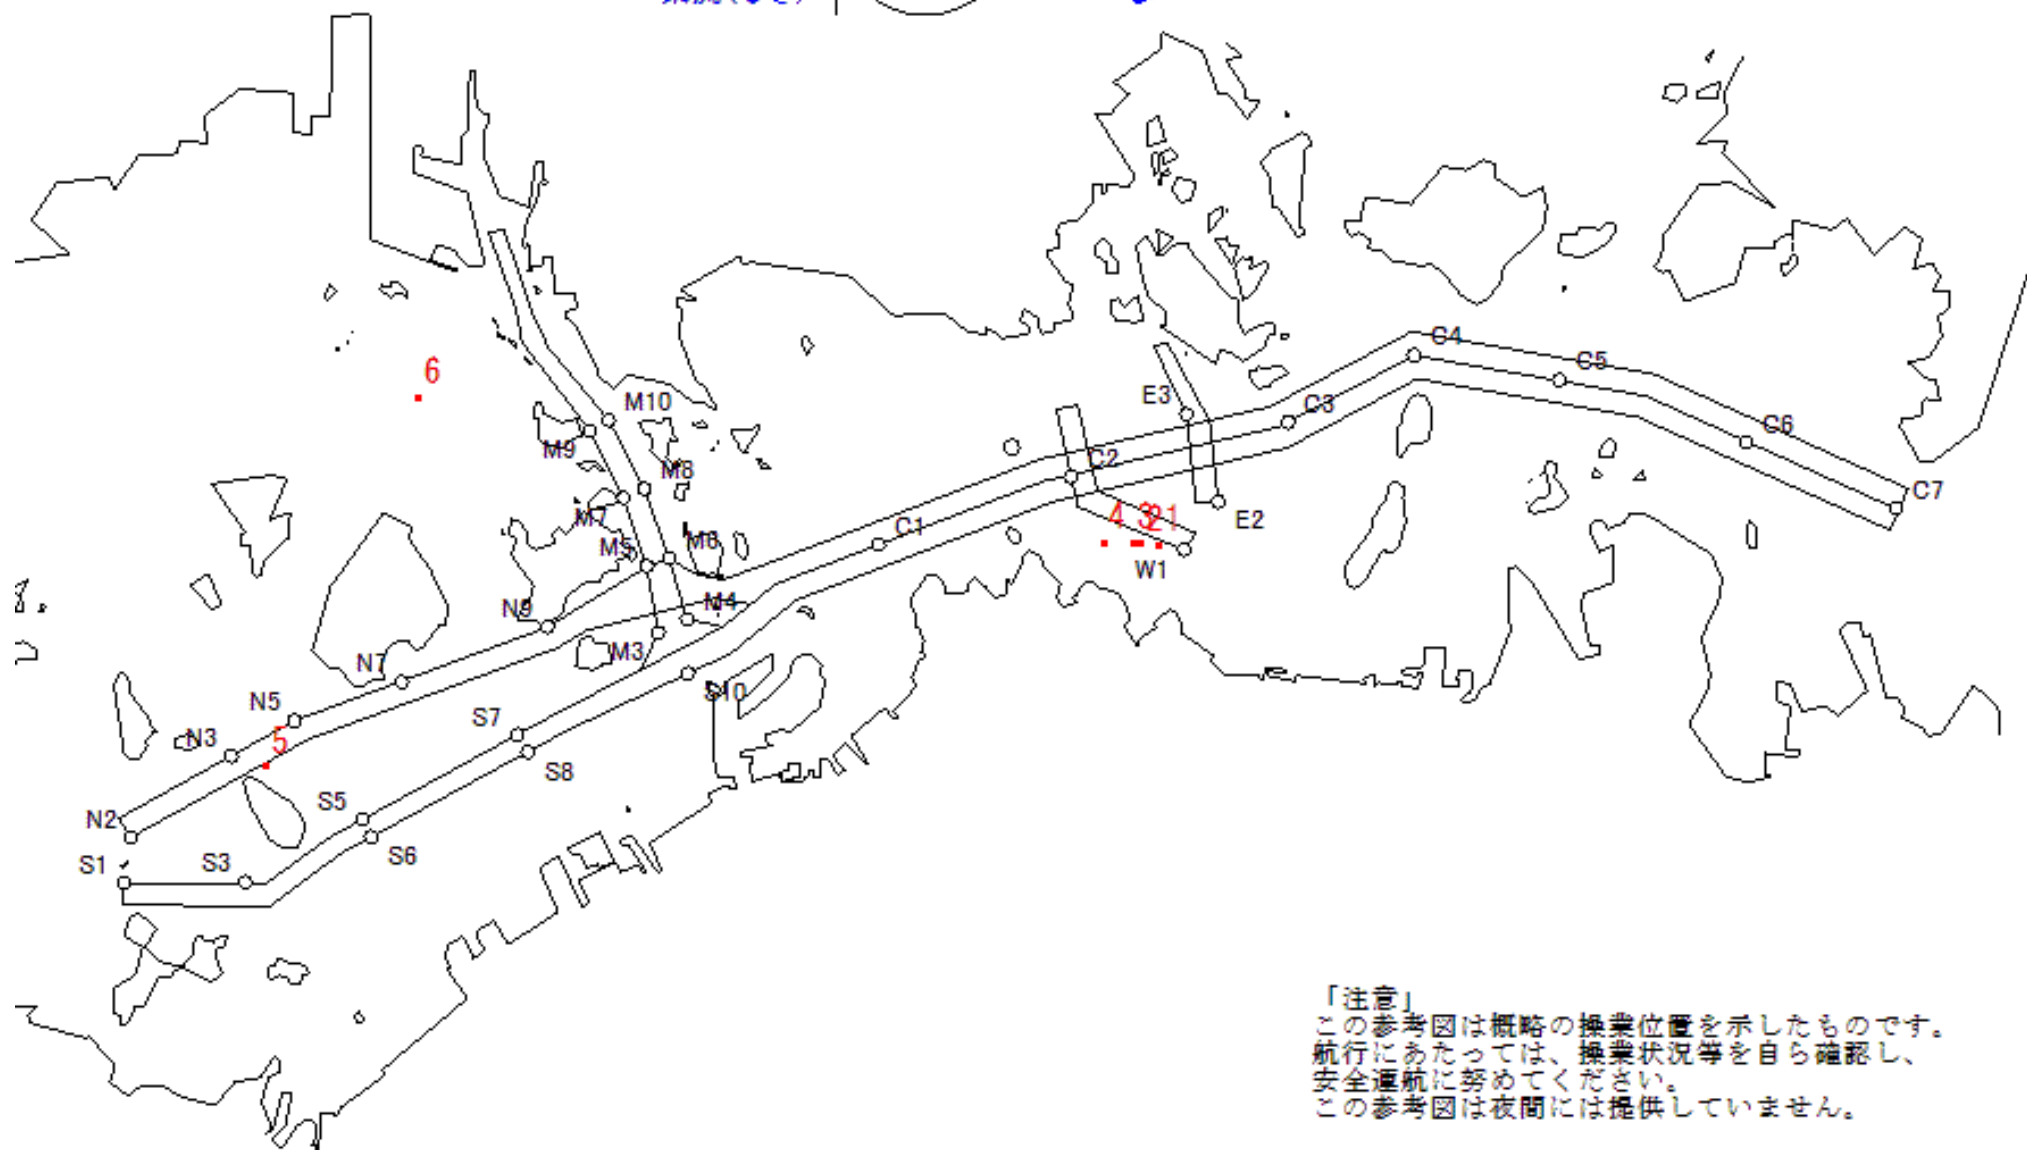 6
C4
C5
E3
M10
C3
C6
M9
C2
M8
C7
M7
4
3
2
1
E2
C1
M5
M6
W1
N9
M4
M3
N7
S10
N5
S7
N3
5
S8
S5
N2
S6
S1
S3
「注意」
この参考図は概略の操業位置を示したものです。
航行にあたっては、操業状況等を自ら確認し、
安全運航に努めてください。
この参考図は夜間には提供していません。